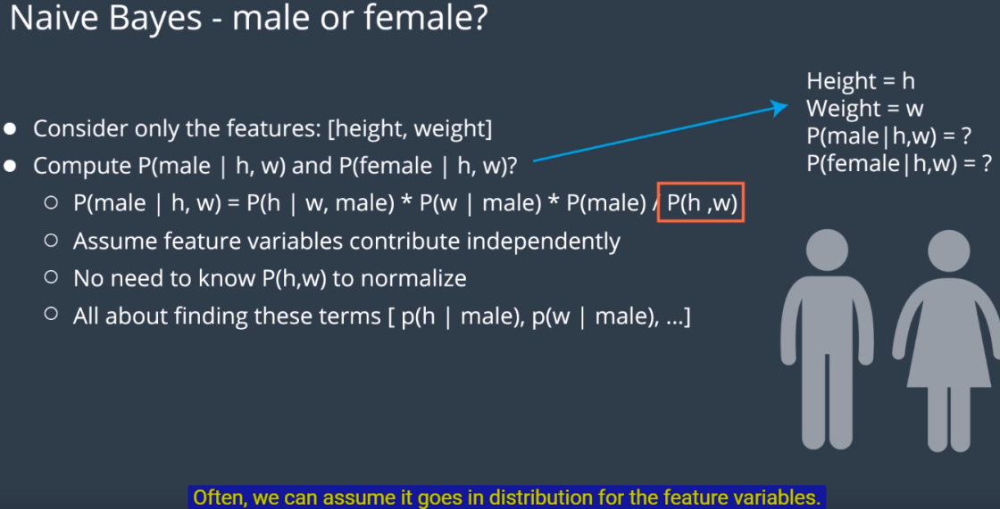 Naive Bayes - male or female?
Height = h
Weight = w
P(male|h,w) = ?
P(female|h,w) = ?
● Consider only the features: [height, weight]
● Compute P(male | h, w) and P(female | h, w)?
○ P(male | h, w) = P(h | w, male) * P(w | male) * P(male) / P(h ,w)
○ Assume feature variables contribute independently
○ No need to know P(h,w) to normalize
○ All about finding these terms [ p(h | male), p(w | male), ...]
Often, we can assume it goes in distribution for the feature variables.